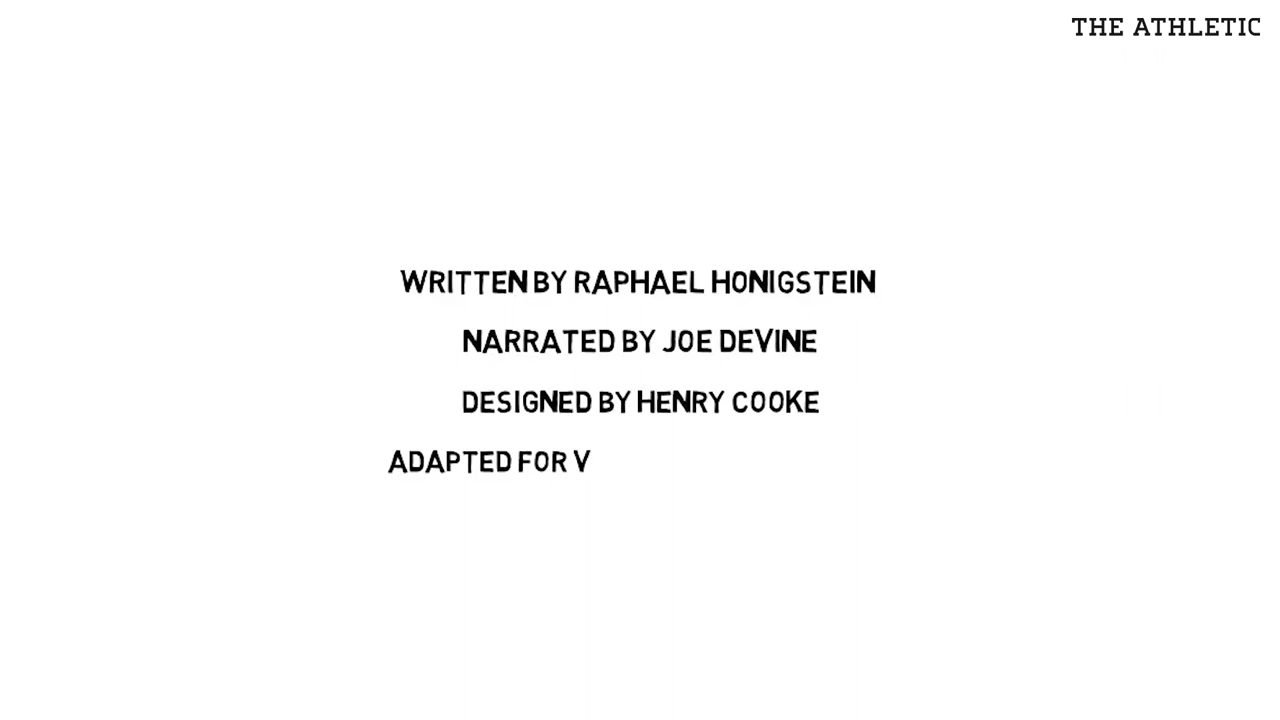 THE ATHLETIC
WRITTEN BY RAPHAEL HONIGSTEIN
NARRATED BY JOE DEVINE
DESIGNED BY HENRY COOKE
ADAPTED FOR V